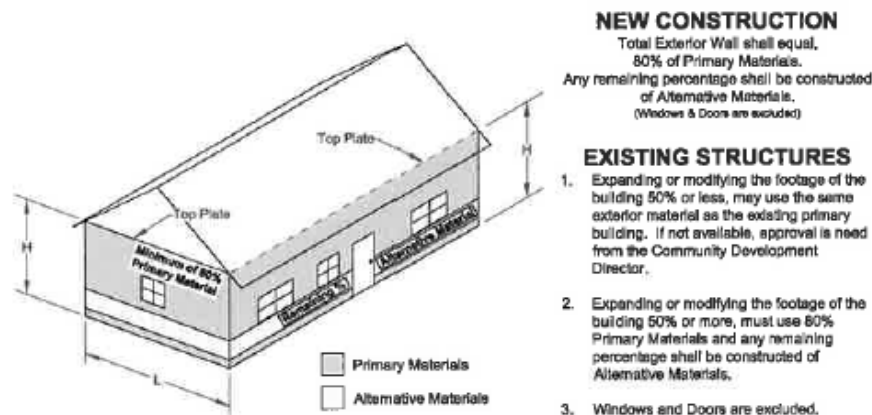 NEW CONSTRUCTION
Total Exterior Wall shall equal,
80% of Primary Materials.
Any remaining percentage shall be constructed
of Alternative Materials.
(Windows & Doors are excluded)
EXISTING STRUCTURES
1. Expanding or modifying the footage of the
building 50% or less, may use the same
exterior material as the existing primary
building. If not available, approval is need
from the Community Development
Director.
2. Expanding or modifying the footage of the
building 50% or more, must use 80%
Primary Materials and any remaining
percentage shall be constructed of
Alternative Materials.
3. Windows and Doors are excluded.
Top Plate
H
Top Plate
H
Minimum of 80%
Primary Material
Remaining %
Alternative Material
L
Primary Materials
Alternative Materials